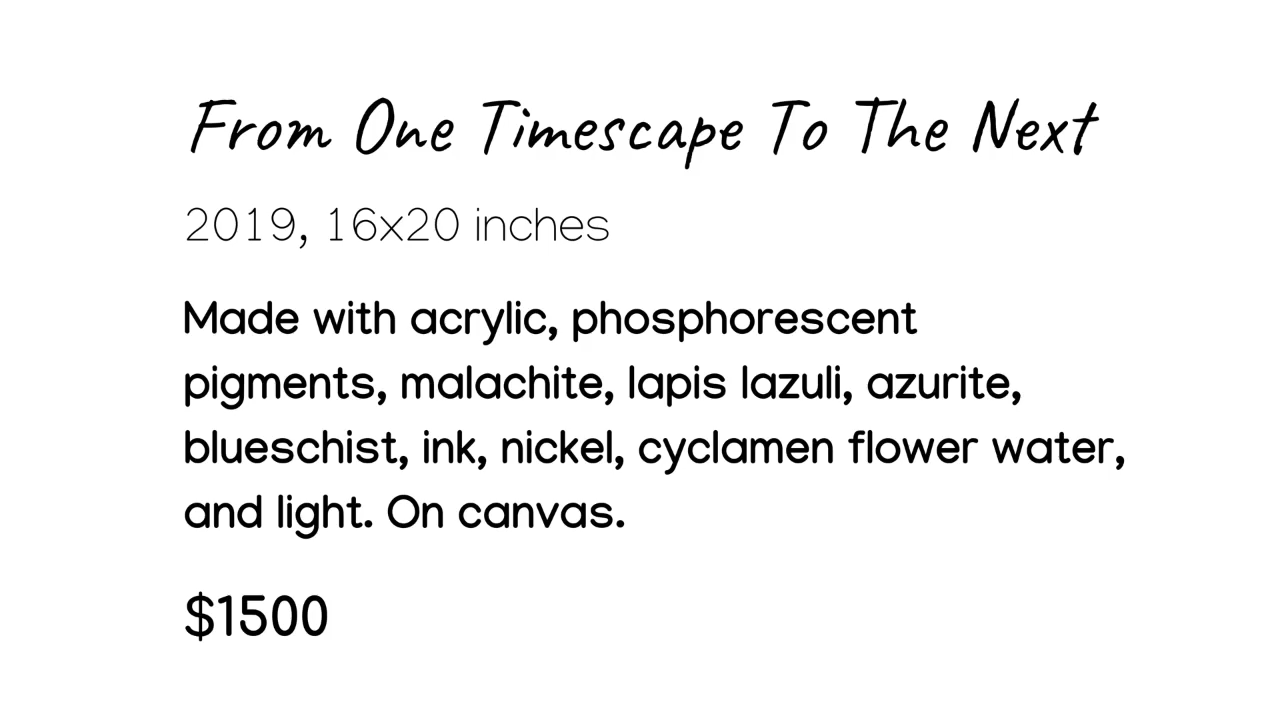 From One Timescape To The Next
2019, 16x20 inches
Made with acrylic, phosphorescent
pigments, malachite, lapis lazuli, azurite,
blueschist, ink, nickel, cyclamen flower water,
and light. On canvas.
$1500